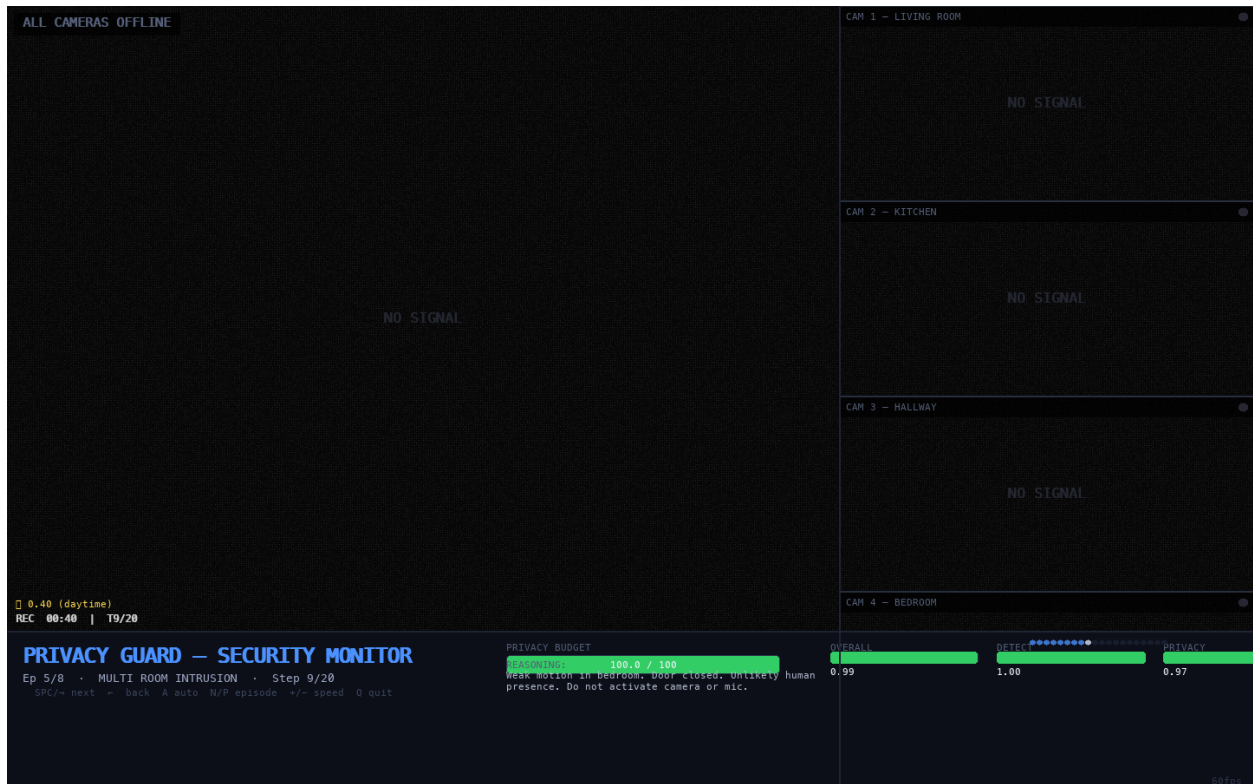 ALL CAMERAS OFFLINE
NO SIGNAL
0.40 (daytime)
REC 00:40 | T9/20
CAM 1 — LIVING ROOM
NO SIGNAL
CAM 2 — KITCHEN
NO SIGNAL
CAM 3 — HALLWAY
NO SIGNAL
CAM 4 — BEDROOM
PRIVACY GUARD — SECURITY MONITOR
Ep 5/8 · MULTI ROOM INTRUSION · Step 9/20
SPC/→ next ← back A auto N/P episode +/− speed Q quit
PRIVACY BUDGET
REASONING: 100.0 / 100
Weak motion in bedroom. Door closed. Unlikely human
presence. Do not activate camera or mic.
OVERALL
0.99
DETECT
1.00
PRIVACY
0.97
60fps